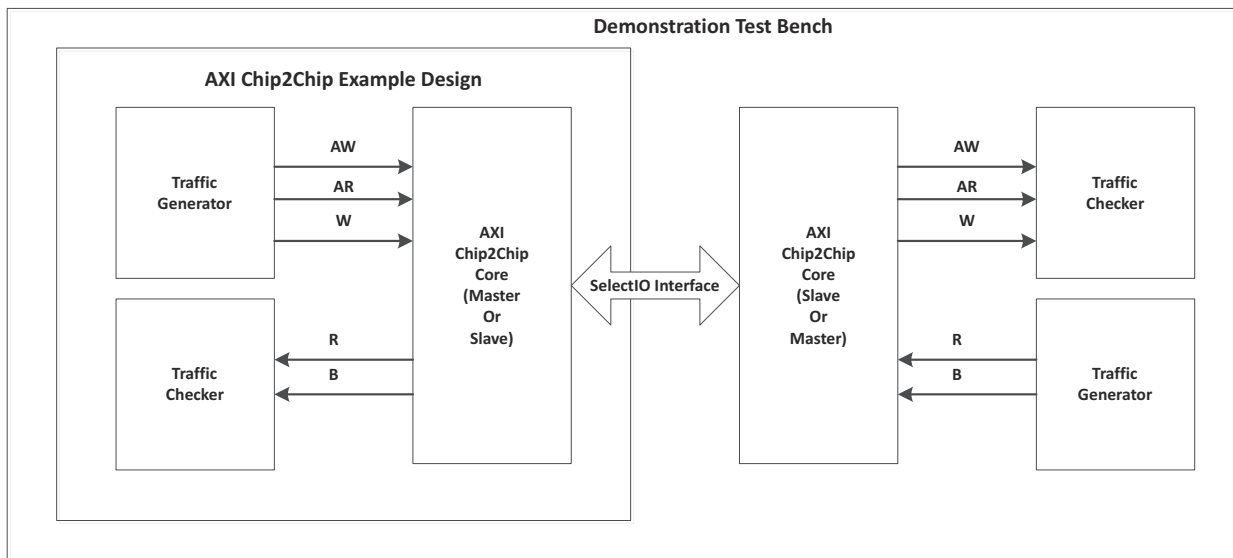 Demonstration Test Bench
AXI Chip2Chip Example Design
Traffic
Generator
AW
AR
W
AXI
Chip2Chip
Core
(Master
Or
Slave)
Traffic
Checker
R
B
SelectIO Interface
AXI
Chip2Chip
Core
(Slave
Or
Master)
AW
AR
W
Traffic
Checker
R
B
Traffic
Generator